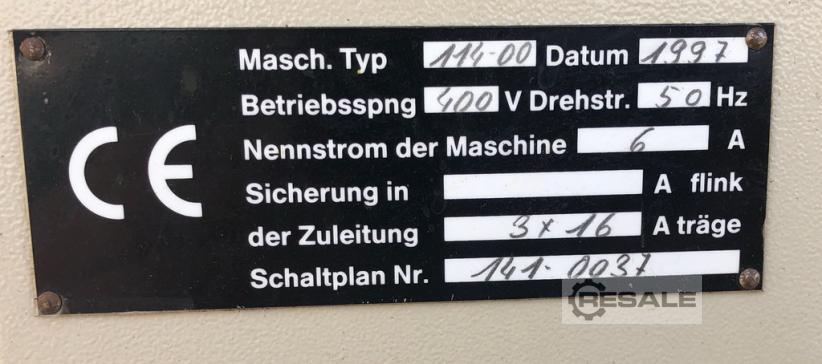 Masch. Typ 114-00 Datum 1997
Betriebsspng 400 V Drehstr. 50 Hz
CE
Nennstrom der Maschine 6 A
Sicherung in A flink
der Zuleitung 3x16 A träge
Schaltplan Nr. 141-0037
RESALE